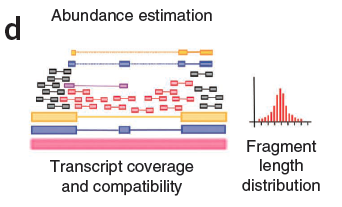 d
Abundance estimation
Transcript coverage
and compatibility
Fragment
length
distribution